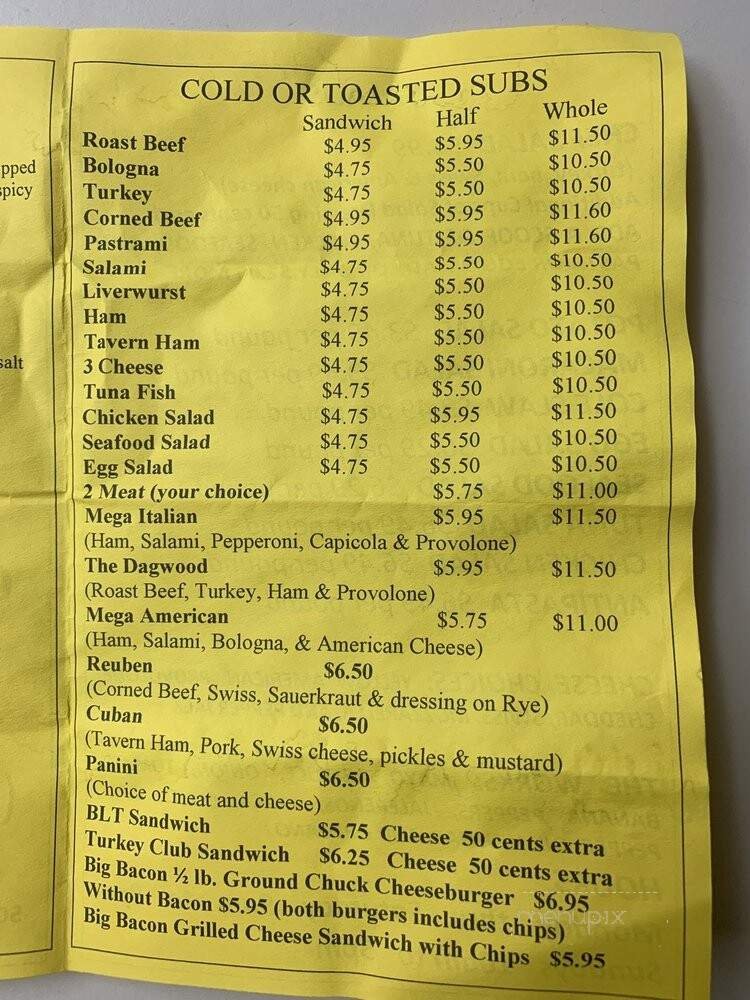 COLD OR TOASTED SUBS
Sandwich Half Whole
Roast Beef $4.95 $5.95 $11.50
Bologna $4.75 $5.50 $10.50
Turkey $4.75 $5.50 $10.50
Corned Beef $4.95 $5.95 $11.60
Pastrami $4.95 $5.95 $11.60
Salami $4.75 $5.50 $10.50
Liverwurst $4.75 $5.50 $10.50
Ham $4.75 $5.50 $10.50
Tavern Ham $4.75 $5.50 $10.50
3 Cheese $4.75 $5.50 $10.50
Tuna Fish $4.75 $5.50 $10.50
Chicken Salad $4.75 $5.95 $11.50
Seafood Salad $4.75 $5.50 $10.50
Egg Salad $4.75 $5.50 $10.50
2 Meat (your choice) $5.75 $11.00
Mega Italian $5.95 $11.50
(Ham, Salami, Pepperoni, Capicola & Provolone)
The Dagwood $5.95 $11.50
(Roast Beef, Turkey, Ham & Provolone)
Mega American $5.75 $11.00
(Ham, Salami, Bologna, & American Cheese)
Reuben $6.50
(Corned Beef, Swiss, Sauerkraut & dressing on Rye)
Cuban $6.50
(Tavern Ham, Pork, Swiss cheese, pickles & mustard)
Panini $6.50
(Choice of meat and cheese)
BLT Sandwich $5.75 Cheese 50 cents extra
Turkey Club Sandwich $6.25 Cheese 50 cents extra
Big Bacon ½ lb. Ground Chuck Cheeseburger $6.95
Without Bacon $5.95 (both burgers includes chips)
Big Bacon Grilled Cheese Sandwich with Chips $5.95
pped
spicy
salt
menupix